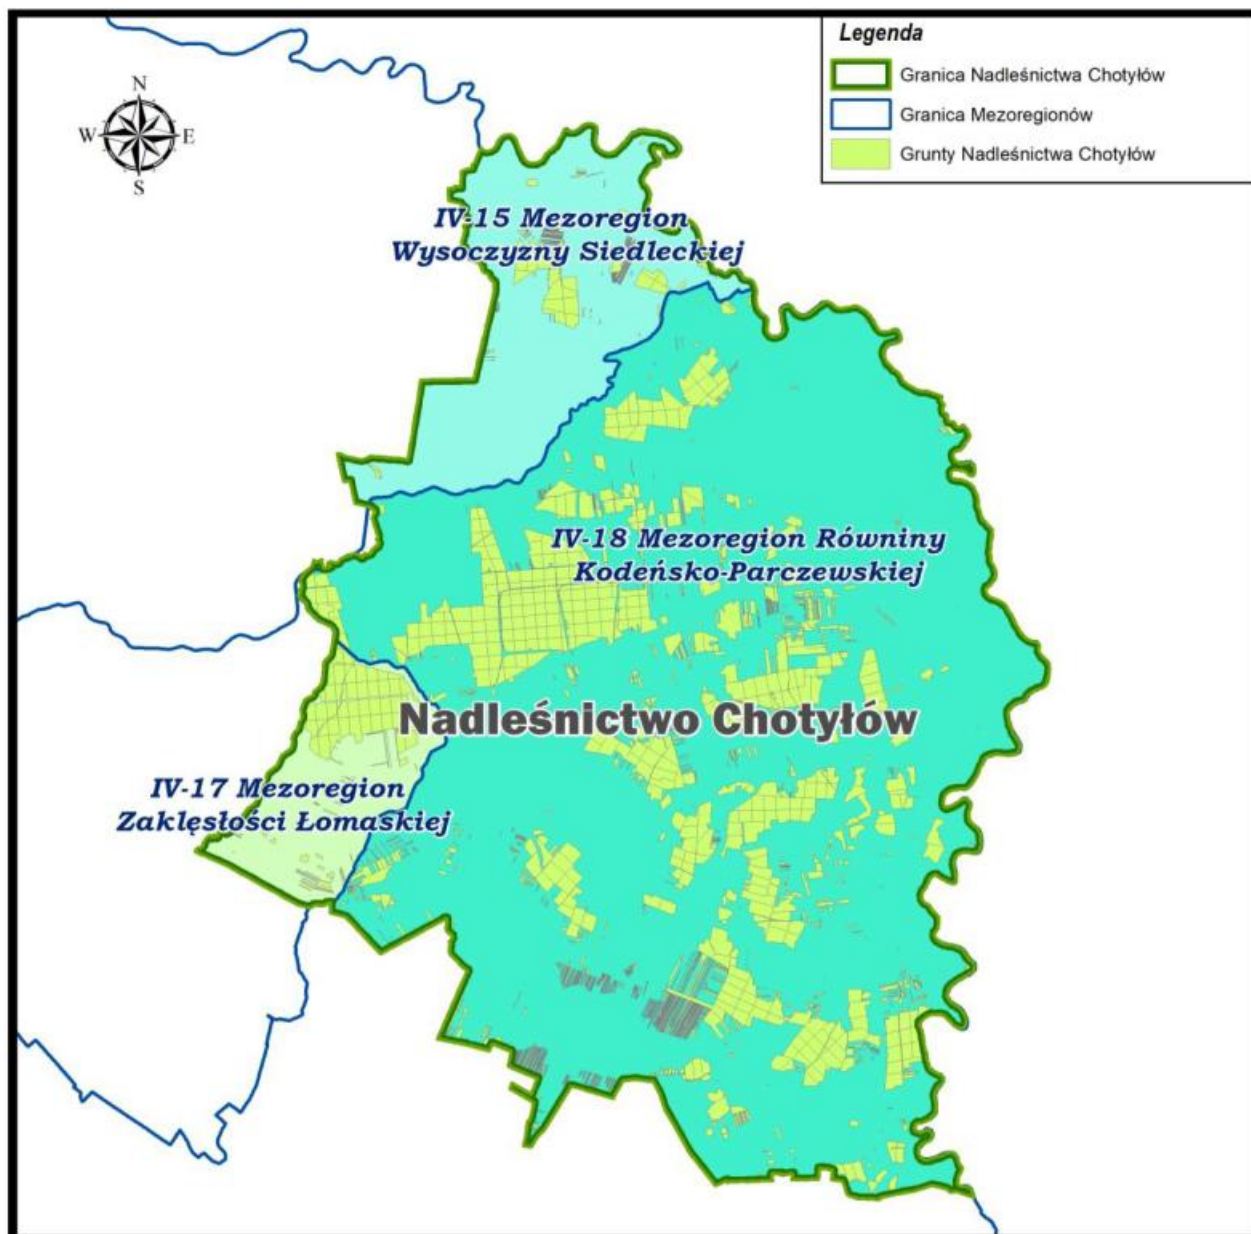 Legenda
Granica Nadleśnictwa Chotyłów
Granica Mezoregionów
Grunty Nadleśnictwa Chotyłów
N
W E
S
IV-15 Mezoregion
Wysoczyzny Siedleckiej
IV-18 Mezoregion Równiny
Kodeńsko-Parczewskiej
Nadleśnictwo Chotyłów
IV-17 Mezoregion
Zaklęsłości Łomaskiej